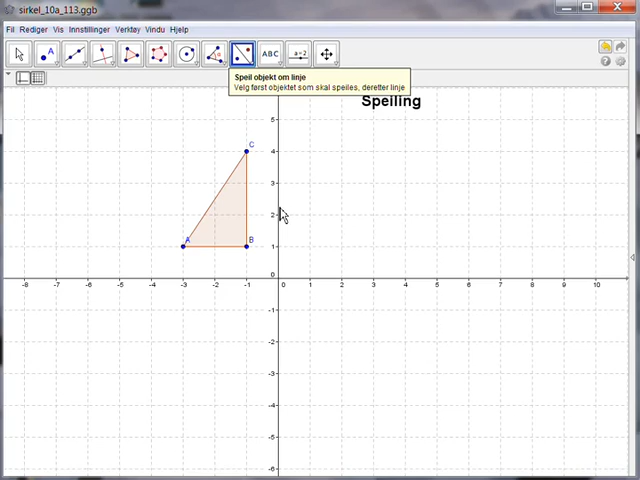 sirkel_10a_113.ggb
Fil Rediger Vis Innstillinger Verktøy Vindu Hjelp
A
ABC
a=2
Speil objekt om linje
Velg først objektet som skal speiles, deretter linje
Speiling
5
C
4
3
2
A
B
1
0
-8 -7 -6 -5 -4 -3 -2 -1 0 1 2 3 4 5 6 7 8 9 10
-1
-2
-3
-4
-5
-6